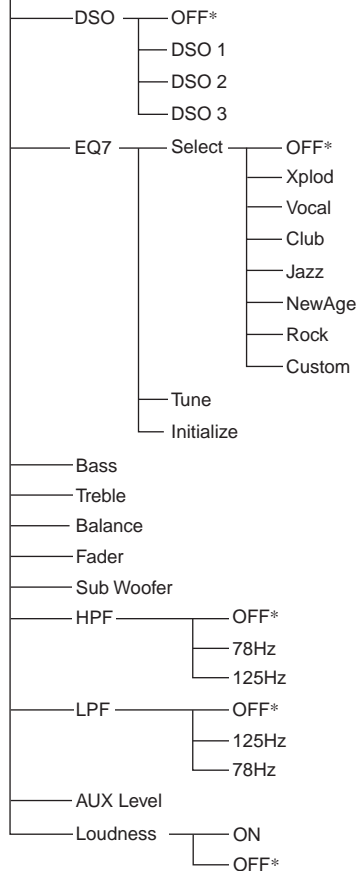 DSO OFF*
DSO 1
DSO 2
DSO 3
EQ7 Select OFF*
Xplod
Vocal
Club
Jazz
NewAge
Rock
Custom
Tune
Initialize
Bass
Treble
Balance
Fader
Sub Woofer
HPF OFF*
78Hz
125Hz
LPF OFF*
125Hz
78Hz
AUX Level
Loudness ON
OFF*